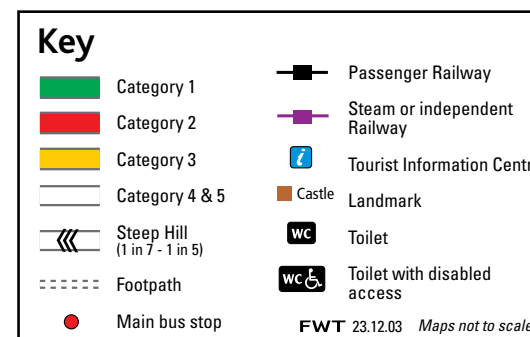 Key
Category 1
Category 2
Category 3
Category 4 & 5
Steep Hill
(1 in 7 - 1 in 5)
Footpath
Main bus stop
Passenger Railway
Steam or independent
Railway
i
Tourist Information Centr
Castle Landmark
WC Toilet
WC Toilet with disabled
access
FWT 23.12.03 Maps not to scale